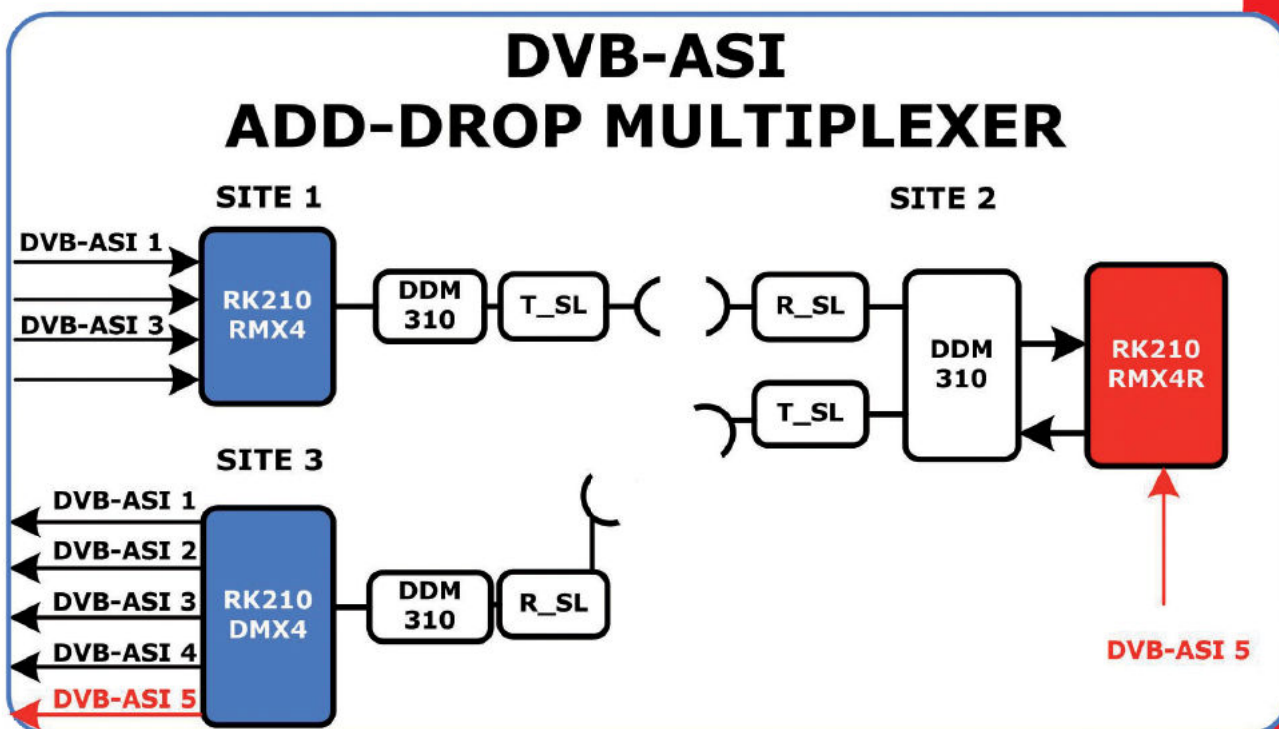 DVB-ASI
ADD-DROP MULTIPLEXER
SITE 1
DVB-ASI 1
DVB-ASI 3
RK210
RMX4
DDM
310
T_SL
SITE 2
R_SL
T_SL
DDM
310
RK210
RMX4R
DVB-ASI 5
SITE 3
DVB-ASI 1
DVB-ASI 2
DVB-ASI 3
DVB-ASI 4
DVB-ASI 5
RK210
DMX4
DDM
310
R_SL